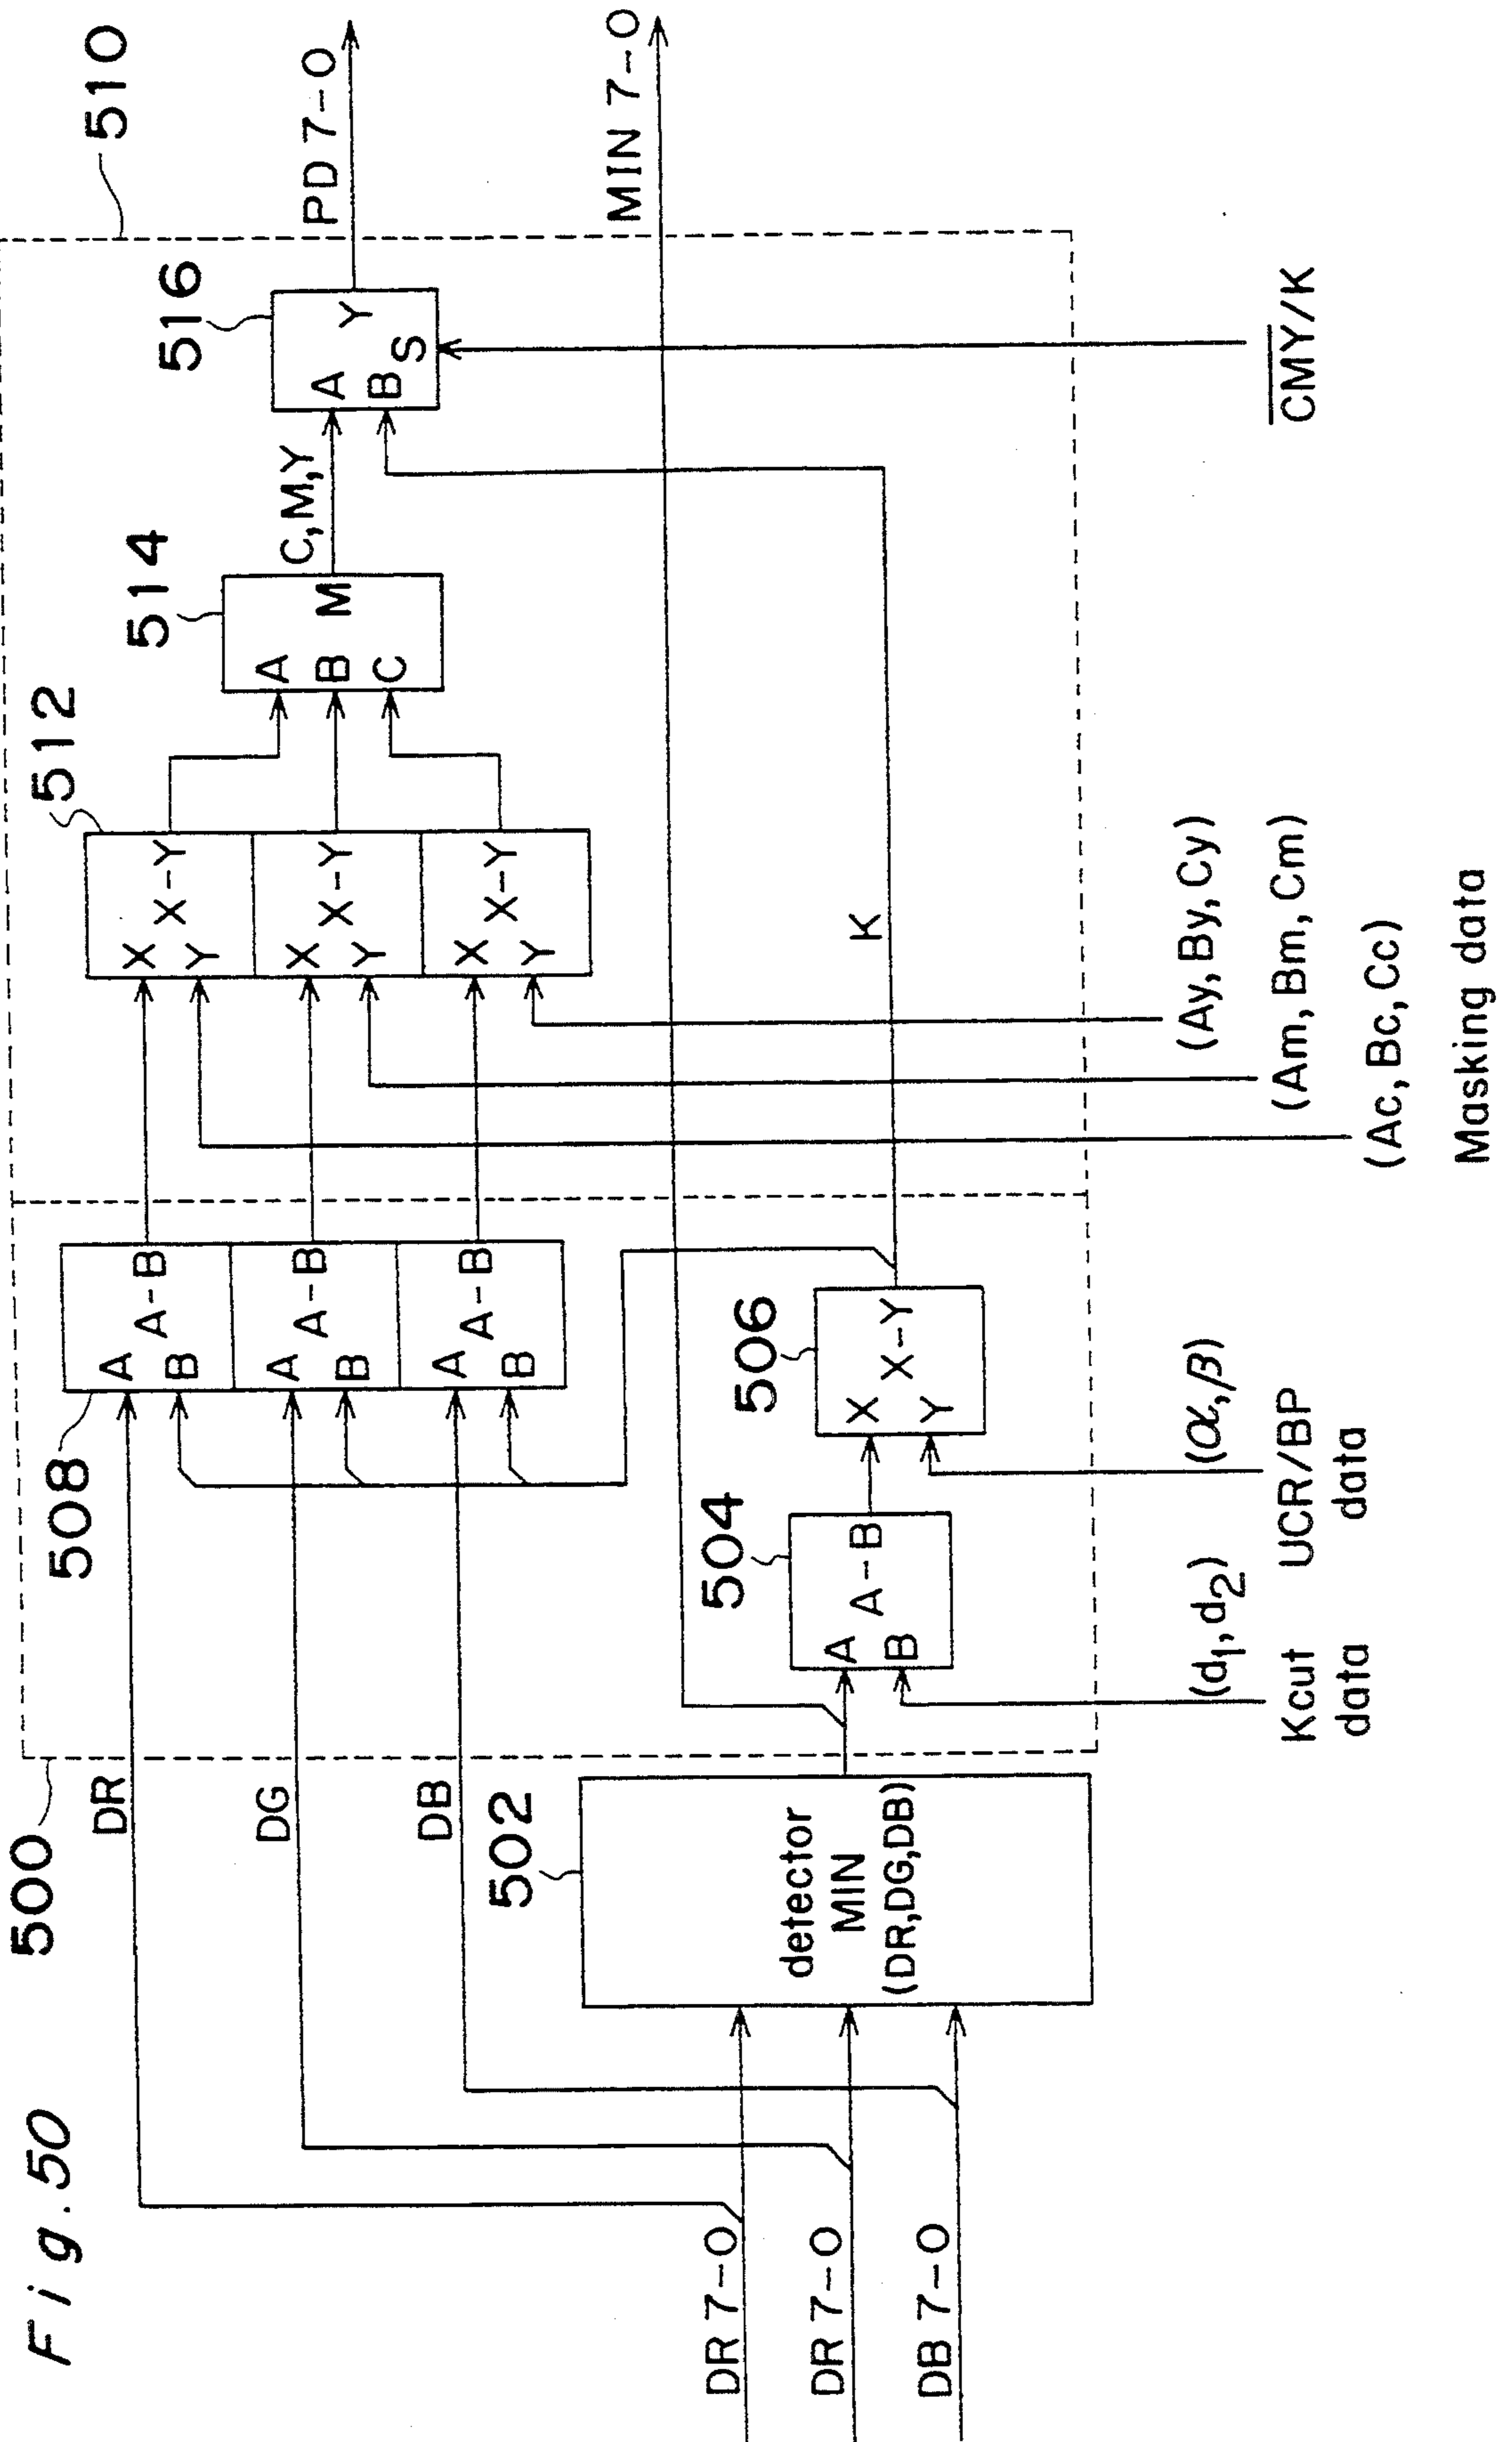 Fig.50
500
508
512
514
516
510
DR
DG
DB
A
A-B
B
A
A-B
B
A
A-B
B
X
X-Y
Y
X
X-Y
Y
X
X-Y
Y
A
B M
C
C,M,Y
A
Y
B
S
PD 7-0
MIN 7-0
502
detector
MIN
(DR,DG,DB)
DR 7-0
DR 7-0
DB 7-0
504
A
A-B
B
506
X
X-Y
Y
K
(d1,d2)
Kcut
data
(α,β)
UCR/BP
data
(Ay,By,Cy)
(Am,Bm,Cm)
(Ac,Bc,Cc)
Masking data
C̅M̅Y̅/K